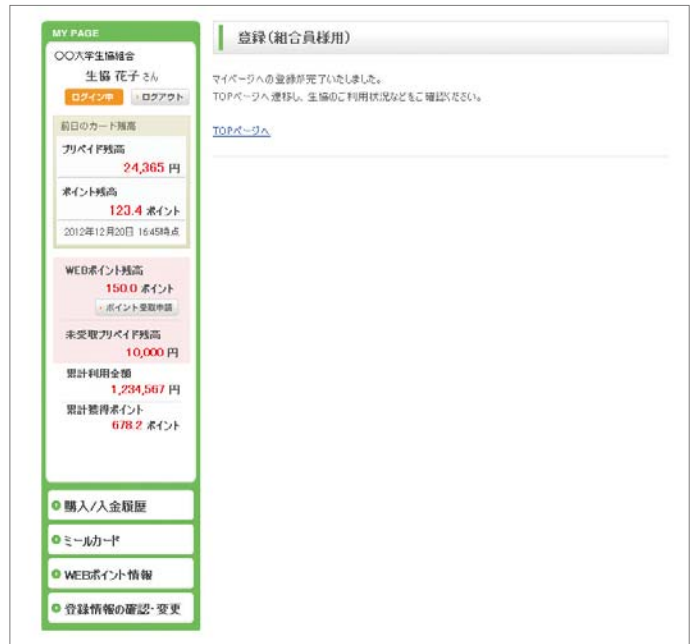 MY PAGE
〇〇大学生協組合
生協 花子 さん
ログイン中
ログアウト
前日のカード残高
プリペイド残高
24,365 円
ポイント残高
123.4 ポイント
2012年12月20日 16:45時点
WEBポイント残高
150.0 ポイント
ポイント受取申請
未受取プリペイド残高
10,000 円
累計利用金額
1,234,567 円
累計獲得ポイント
678.2 ポイント
購入/入金履歴
ミールカード
WEBポイント情報
登録情報の確認・変更
登録(組合員様用)
マイページへの登録が完了いたしました。
TOPページへ遷移し、生協のご利用状況などをご確認ください。
TOPページへ